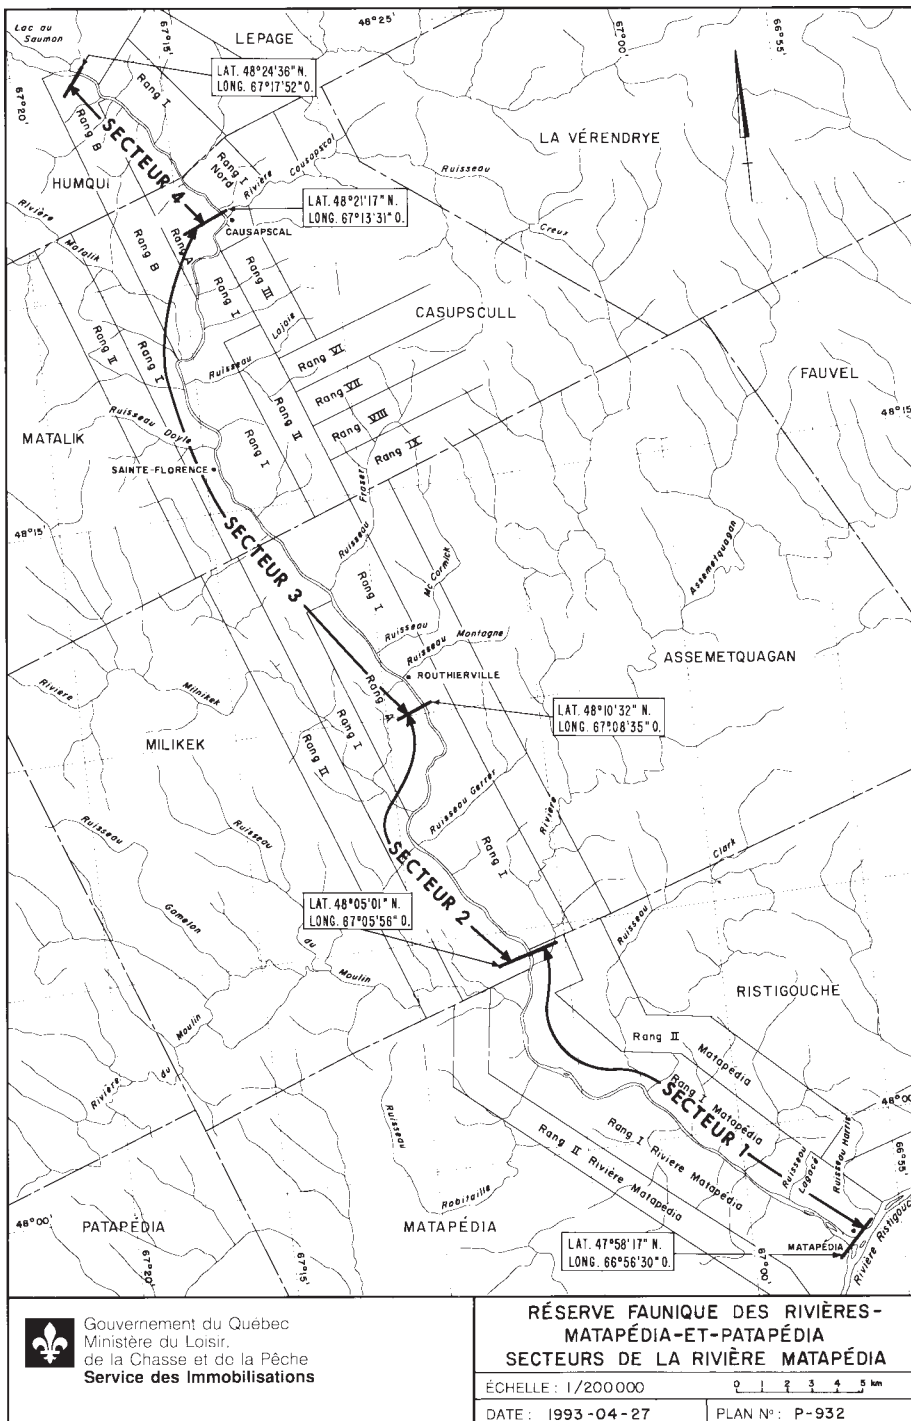 Lac au
Saumon
67°15'
48°25'
LEPAGE
67°00'
66°55'
LAT. 48°24'36" N.
LONG. 67°17'52" O.
67°20'
Rang I
Rang B
SECTEUR 4
Rang I
Nord
Rivière Causapscal
LA VÉRENDRYE
Ruisseau
Creux
HUMQUI
LAT. 48°21'17" N.
LONG. 67°13'31" O.
CAUSAPSCAL
Rivière
Matalik
Rang B
Rang A
Rang I
Rang III
CASUPSCULL
Rang II
Rang I
Ruisseau Lajoie
Rang VI
Rang VII
Rang VIII
Rang IX
Rang II
Rang I
FAUVEL
48°15'
MATALIK
Ruisseau Doyle
SAINTE-FLORENCE
48°15'
SECTEUR 3
Ruisseau Fraser
Rang I
Mc Cormick
Ruisseau
Ruisseau Montagne
Assemetquagan
ASSEMETQUAGAN
ROUTHIERVILLE
Rivière
Milnikek
Rang A
Rang I
Rang II
LAT. 48°10'32" N.
LONG. 67°08'35" O.
MILIKEK
Ruisseau
Gamelon
Ruisseau
du
Moulin
Ruisseau Garrer
Rang I
Rivière
SECTEUR 2
LAT. 48°05'01" N.
LONG. 67°05'56" O.
Ruisseau
Clark
RISTIGOUCHE
Rivière
du
Moulin
Rang II
Matapédia
Rang I Matapédia
SECTEUR 1
48°00'
Ruisseau
Robitaille
Rang I Rivière Matapédia
Rang II Rivière Matapédia
Ruisseau
Lagacé
Ruisseau Harris
66°55'
48°00'
PATAPÉDIA
MATAPÉDIA
MATAPÉDIA
Rivière Ristigouche
LAT. 47°58'17" N.
LONG. 66°56'30" O.
67°20'
67°15'
67°00'
Gouvernement du Québec
Ministère du Loisir,
de la Chasse et de la Pêche
Service des Immobilisations
RÉSERVE FAUNIQUE DES RIVIÈRES-
MATAPÉDIA-ET-PATAPÉDIA
SECTEURS DE LA RIVIÈRE MATAPÉDIA
ÉCHELLE : 1/200 000
0 1 2 3 4 5 km
DATE : 1993-04-27
PLAN Nº : P-932